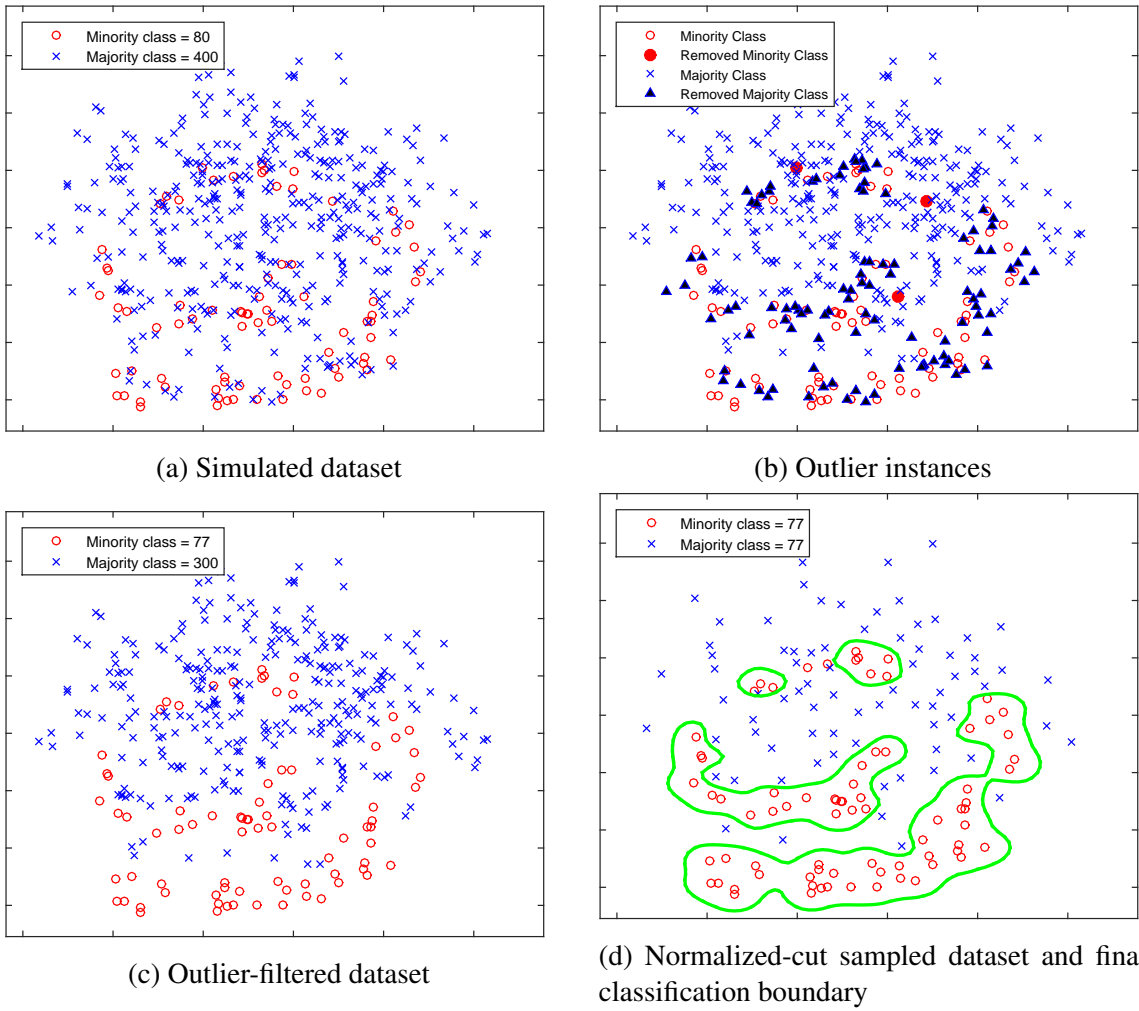 Minority class = 80
Majority class = 400
(a) Simulated dataset
Minority Class
Removed Minority Class
Majority Class
Removed Majority Class
(b) Outlier instances
Minority class = 77
Majority class = 300
(c) Outlier-filtered dataset
Minority class = 77
Majority class = 77
(d) Normalized-cut sampled dataset and fina
classification boundary